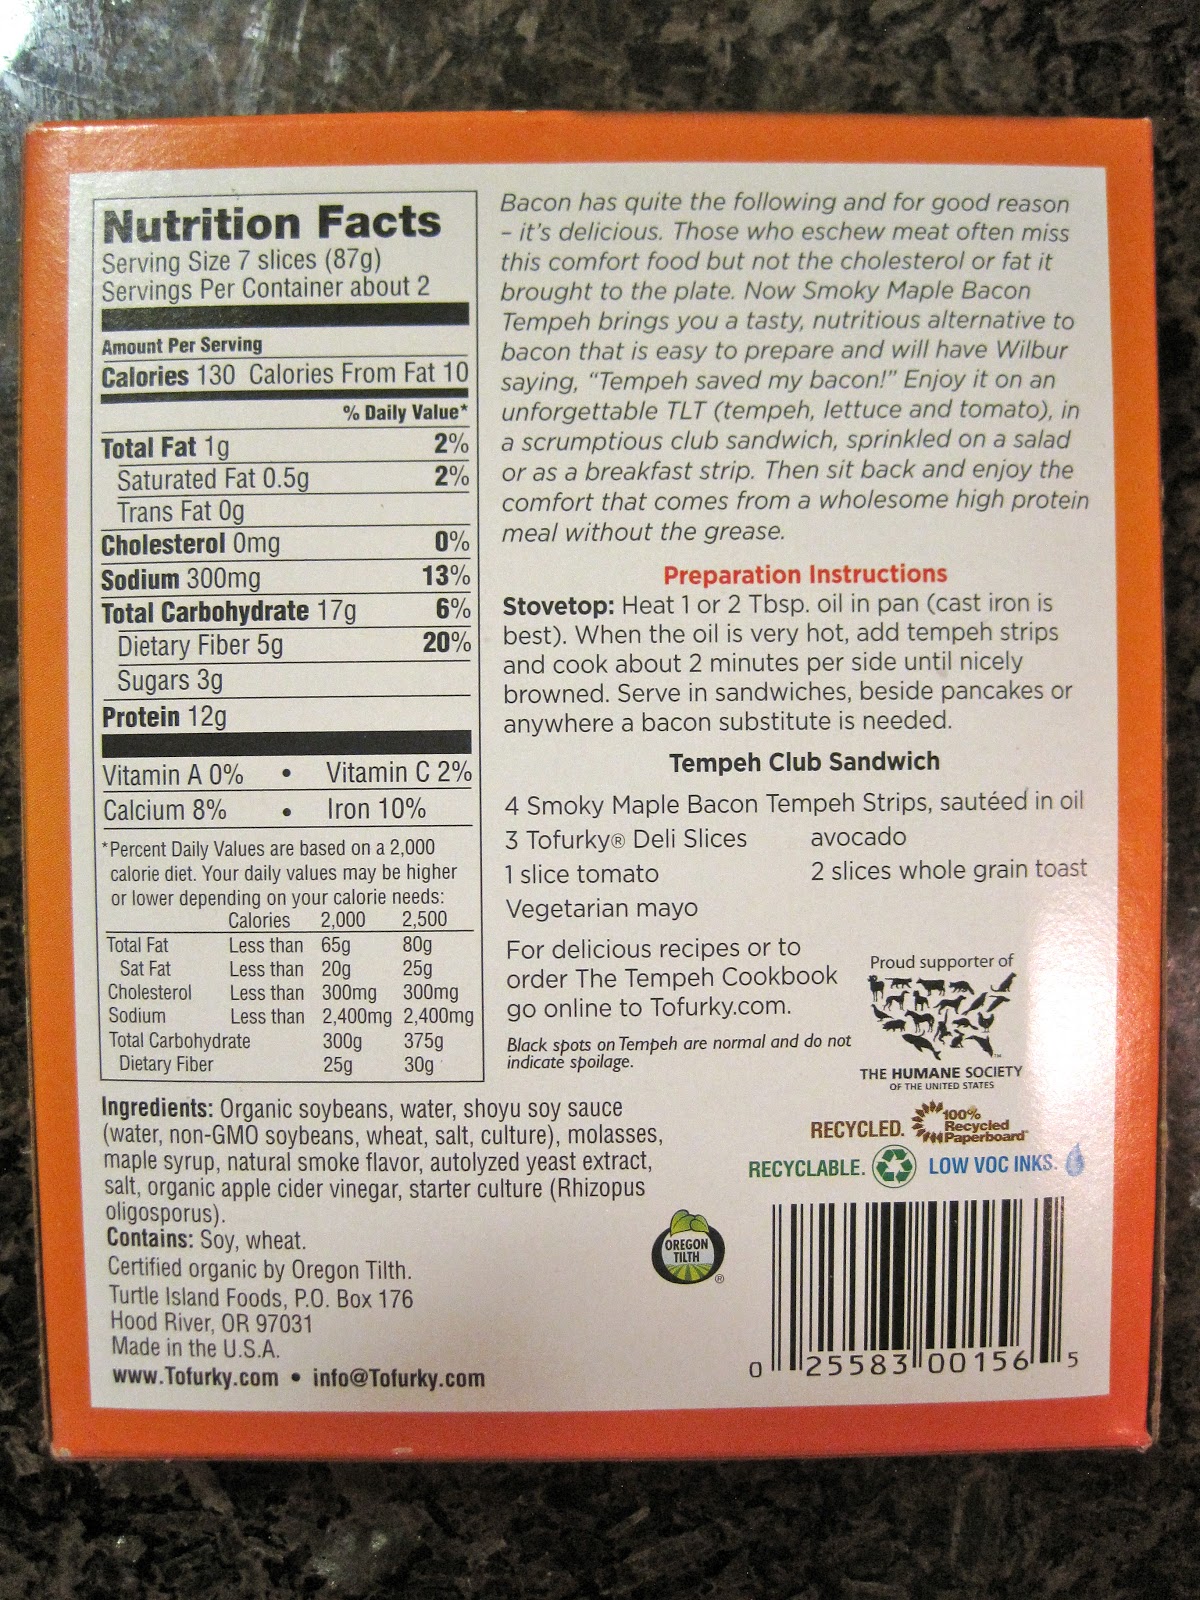 Nutrition Facts
Serving Size 7 slices (87g)
Servings Per Container about 2
Amount Per Serving
Calories 130 Calories From Fat 10
% Daily Value*
Total Fat 1g 2%
Saturated Fat 0.5g 2%
Trans Fat 0g
Cholesterol 0mg 0%
Sodium 300mg 13%
Total Carbohydrate 17g 6%
Dietary Fiber 5g 20%
Sugars 3g
Protein 12g
Vitamin A 0% • Vitamin C 2%
Calcium 8% • Iron 10%
*Percent Daily Values are based on a 2,000
calorie diet. Your daily values may be higher
or lower depending on your calorie needs:
Calories 2,000 2,500
Total Fat Less than 65g 80g
Sat Fat Less than 20g 25g
Cholesterol Less than 300mg 300mg
Sodium Less than 2,400mg 2,400mg
Total Carbohydrate 300g 375g
Dietary Fiber 25g 30g
Ingredients: Organic soybeans, water, shoyu soy sauce
(water, non-GMO soybeans, wheat, salt, culture), molasses,
maple syrup, natural smoke flavor, autolyzed yeast extract,
salt, organic apple cider vinegar, starter culture (Rhizopus
oligosporus).
Contains: Soy, wheat.
Certified organic by Oregon Tilth.
Turtle Island Foods, P.O. Box 176
Hood River, OR 97031
Made in the U.S.A.
www.Tofurky.com • info@Tofurky.com
Bacon has quite the following and for good reason
– it's delicious. Those who eschew meat often miss
this comfort food but not the cholesterol or fat it
brought to the plate. Now Smoky Maple Bacon
Tempeh brings you a tasty, nutritious alternative to
bacon that is easy to prepare and will have Wilbur
saying, “Tempeh saved my bacon!” Enjoy it on an
unforgettable TLT (tempeh, lettuce and tomato), in
a scrumptious club sandwich, sprinkled on a salad
or as a breakfast strip. Then sit back and enjoy the
comfort that comes from a wholesome high protein
meal without the grease.
Preparation Instructions
Stovetop: Heat 1 or 2 Tbsp. oil in pan (cast iron is
best). When the oil is very hot, add tempeh strips
and cook about 2 minutes per side until nicely
browned. Serve in sandwiches, beside pancakes or
anywhere a bacon substitute is needed.
Tempeh Club Sandwich
4 Smoky Maple Bacon Tempeh Strips, sautéed in oil
3 Tofurky® Deli Slices avocado
1 slice tomato 2 slices whole grain toast
Vegetarian mayo
For delicious recipes or to
order The Tempeh Cookbook
go online to Tofurky.com.
Black spots on Tempeh are normal and do not
indicate spoilage.
Proud supporter of
™
THE HUMANE SOCIETY
OF THE UNITED STATES
RECYCLED.
100%
Recycled
Paperboard™
RECYCLABLE.
LOW VOC INKS.
OREGON
TILTH
®
0 25583 00156 5